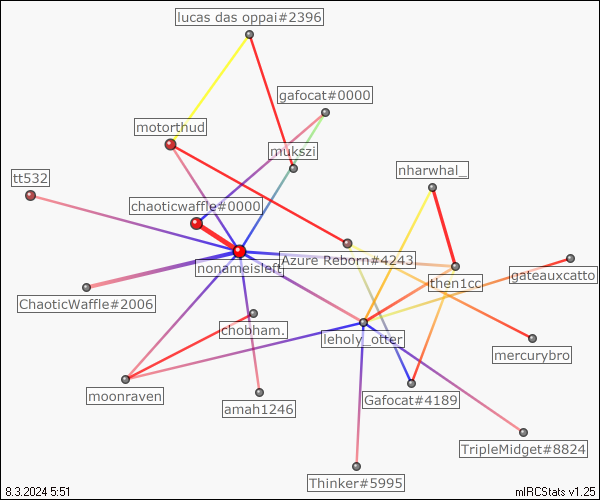 lucas das oppai#2396
gafocat#0000
motorthud
mukszi
nharwhal_
tt532
chaoticwaffle#0000
Azure Reborn#4243
nonameisleft
then1cc
gateauxcatto
ChaoticWaffle#2006
chobham.
leholy_otter
mercurybro
moonraven
Gafocat#4189
amah1246
TripleMidget#8824
Thinker#5995
8.3.2024 5:51
mIRCStats v1.25